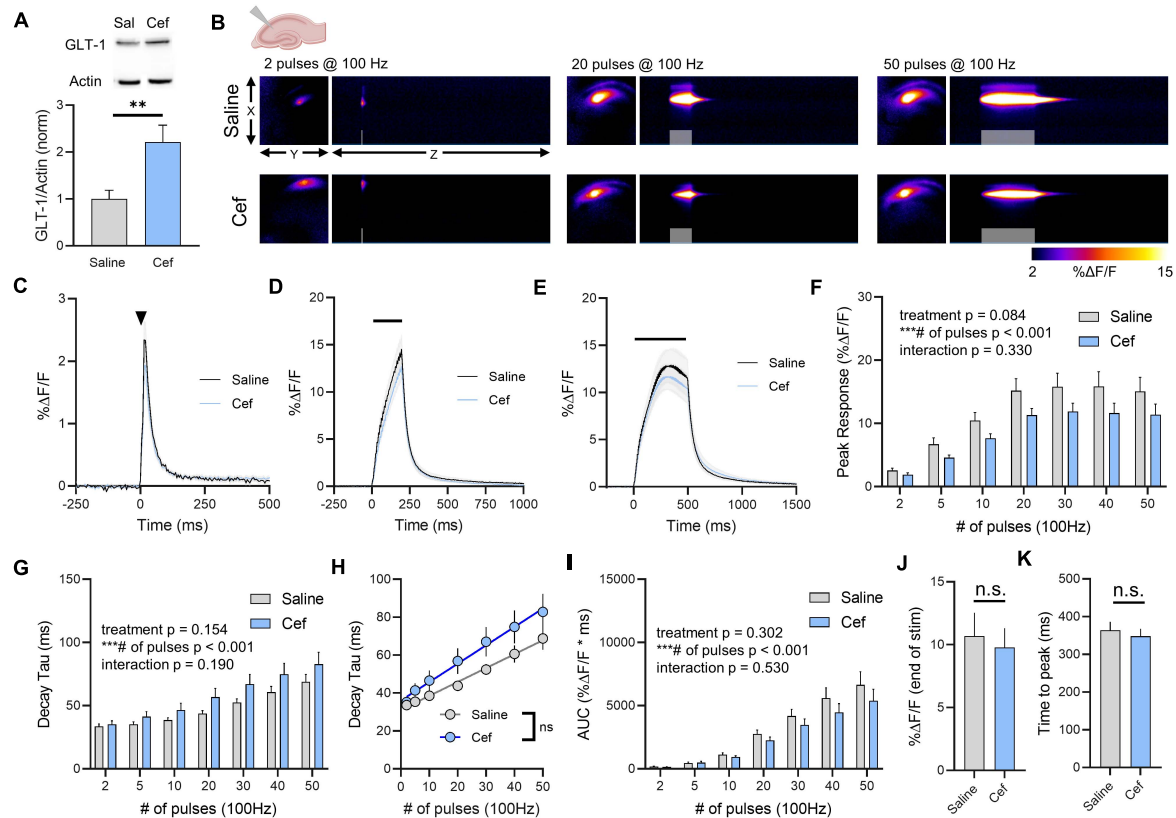 A
Sal Cef
GLT-1
Actin
**
GLT-1/Actin (norm)
3
2
1
0
Saline
Cef
B
2 pulses @ 100 Hz
20 pulses @ 100 Hz
50 pulses @ 100 Hz
Saline
X
Y
Z
Cef
2
%ΔF/F
15
C
%ΔF/F
3
2
1
0
Saline
Cef
-250
0
250
500
Time (ms)
D
%ΔF/F
20
15
10
5
0
Saline
Cef
-250
0
250
500
750
1000
Time (ms)
E
%ΔF/F
20
15
10
5
0
Saline
Cef
0
500
1000
1500
Time (ms)
F
Peak Response (%ΔF/F)
30
20
10
0
treatment p = 0.084
***# of pulses p < 0.001
interaction p = 0.330
Saline
Cef
2
5
10
20
30
40
50
# of pulses (100Hz)
G
Decay Tau (ms)
150
100
50
0
treatment p = 0.154
***# of pulses p < 0.001
interaction p = 0.190
Saline
Cef
2
5
10
20
30
40
50
# of pulses (100Hz)
H
Decay Tau (ms)
100
80
60
40
20
0
Saline
Cef
ns
0
10
20
30
40
50
# of pulses (100Hz)
I
AUC (%ΔF/F * ms)
15000
10000
5000
0
treatment p = 0.302
***# of pulses p < 0.001
interaction p = 0.530
Saline
Cef
2
5
10
20
30
40
50
# of pulses (100Hz)
J
%ΔF/F (end of stim)
15
10
5
0
n.s.
Saline
Cef
K
Time to peak (ms)
500
400
300
200
100
0
n.s.
Saline
Cef